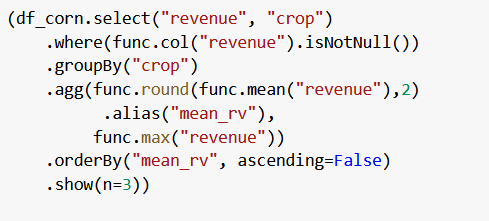 (df_corn.select("revenue", "crop")
    .where(func.col("revenue").isNotNull())
    .groupBy("crop")
    .agg(func.round(func.mean("revenue"),2)
            .alias("mean_rv"),
          func.max("revenue"))
    .orderBy("mean_rv", ascending=False)
    .show(n=3))